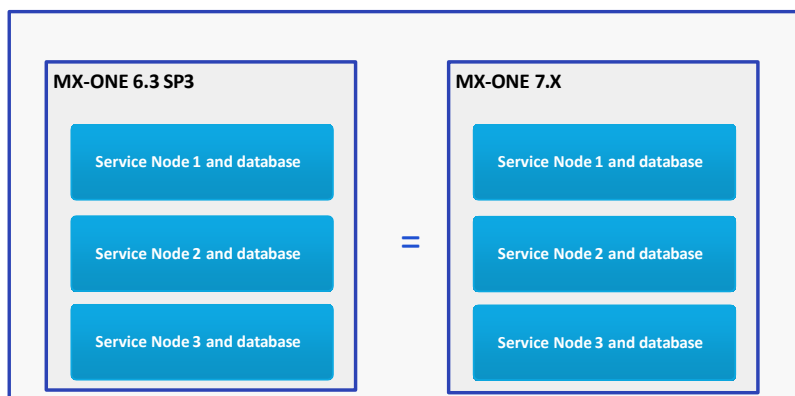 MX-ONE 6.3 SP3
Service Node 1 and database
Service Node 2 and database
Service Node 3 and database
=
MX-ONE 7.X
Service Node 1 and database
Service Node 2 and database
Service Node 3 and database